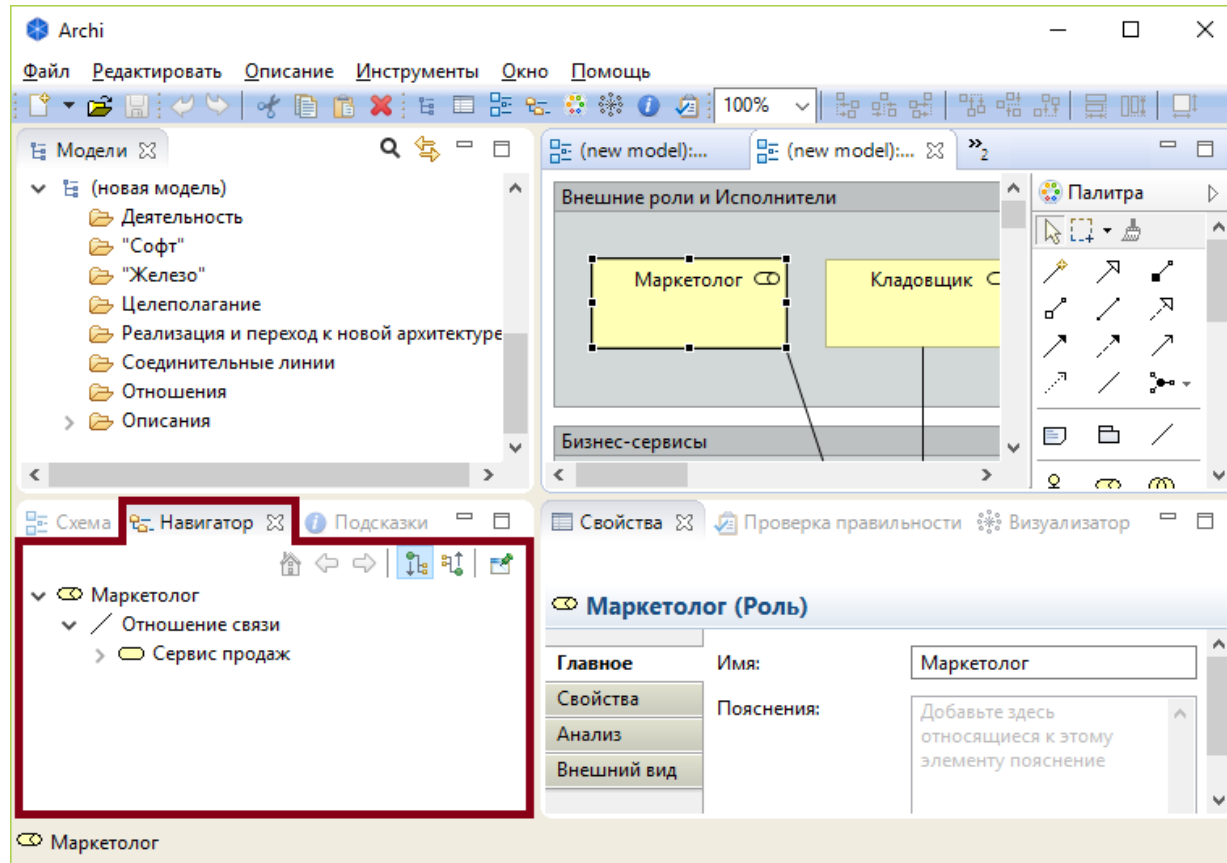 Archi
Файл Редактировать Описание Инструменты Окно Помощь
100%
Модели
(новая модель)
Деятельность
"Софт"
"Железо"
Целеполагание
Реализация и переход к новой архитектуре
Соединительные линии
Отношения
Описания
(new model):... (new model):... »2
Внешние роли и Исполнители
Маркетолог Кладовщик
Бизнес-сервисы
Палитра
Схема Навигатор Подсказки
Маркетолог
Отношение связи
Сервис продаж
Свойства Проверка правильности Визуализатор
Маркетолог (Роль)
Главное
Свойства
Анализ
Внешний вид
Имя: Маркетолог
Пояснения: Добавьте здесь
относящиеся к этому
элементу пояснение
Маркетолог